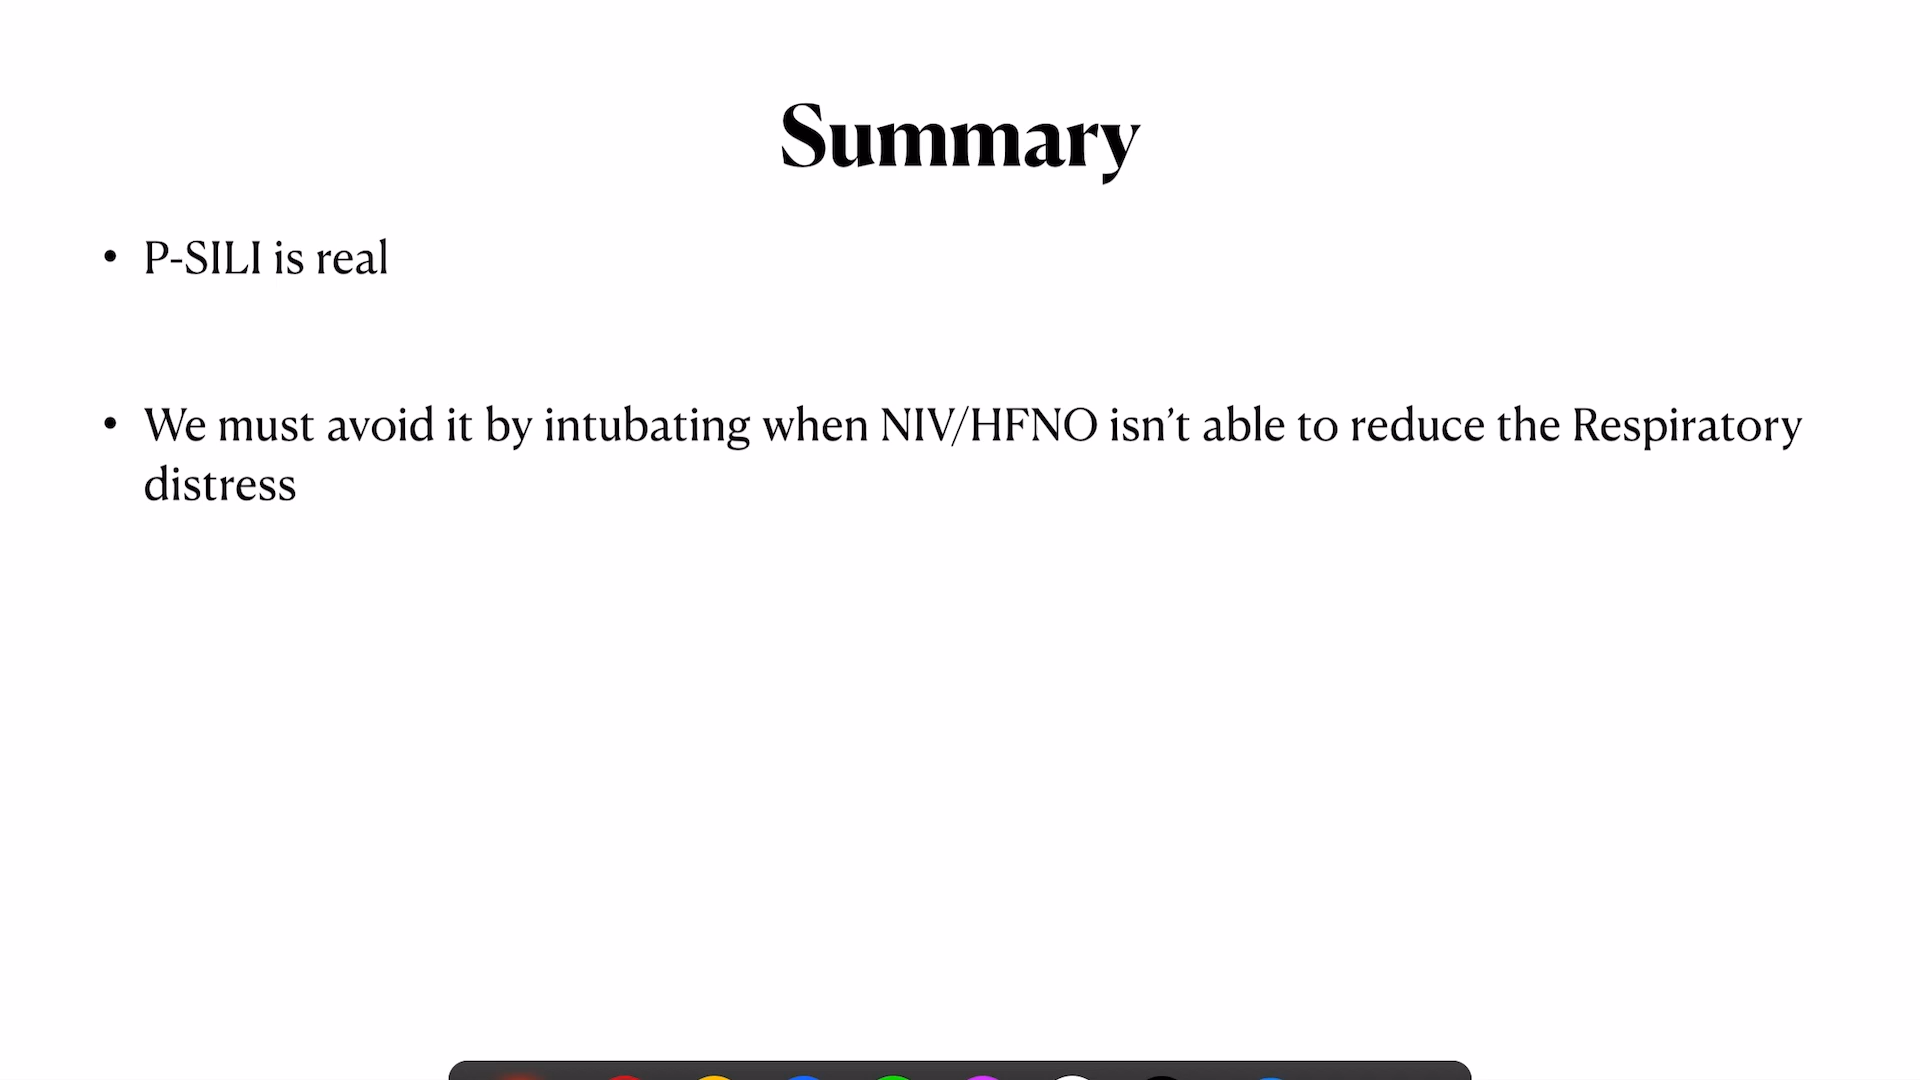 Summary
• P-SILI is real
• We must avoid it by intubating when NIV/HFNO isn’t able to reduce the Respiratory
distress